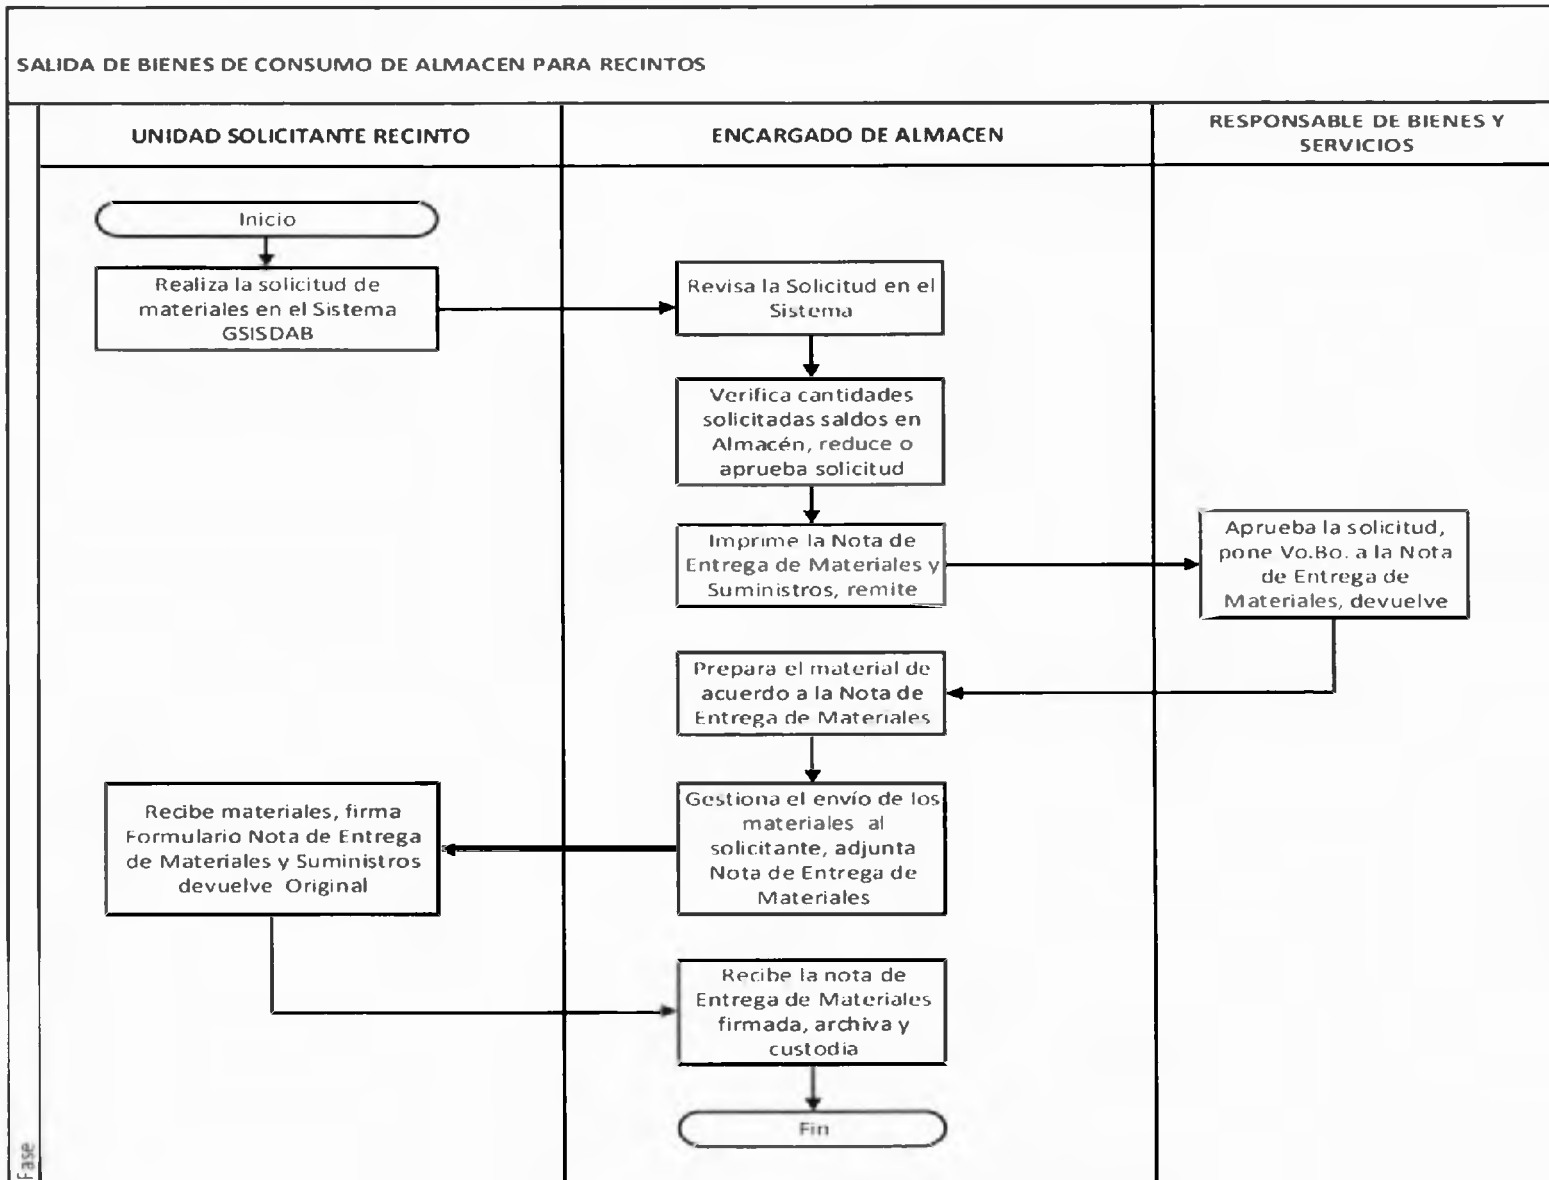 SALIDA DE BIENES DE CONSUMO DE ALMACEN PARA RECINTOS
UNIDAD SOLICITANTE RECINTO
ENCARGADO DE ALMACEN
RESPONSABLE DE BIENES Y
SERVICIOS
Inicio
Realiza la solicitud de
materiales en el Sistema
GSISDAB
Revisa la Solicitud en el
Sistema
Verifica cantidades
solicitadas saldos en
Almacén, reduce o
aprueba solicitud
Imprime la Nota de
Entrega de Materiales y
Suministros, remite
Aprueba la solicitud,
pone Vo.Bo. a la Nota
de Entrega de
Materiales, devuelve
Prepara el material de
acuerdo a la Nota de
Entrega de Materiales
Gestiona el envío de los
materiales al
solicitante, adjunta
Nota de Entrega de
Materiales
Recibe materiales, firma
Formulario Nota de Entrega
de Materiales y Suministros
devuelve Original
Recibe la nota de
Entrega de Materiales
firmada, archiva y
custodia
Fin
Fase